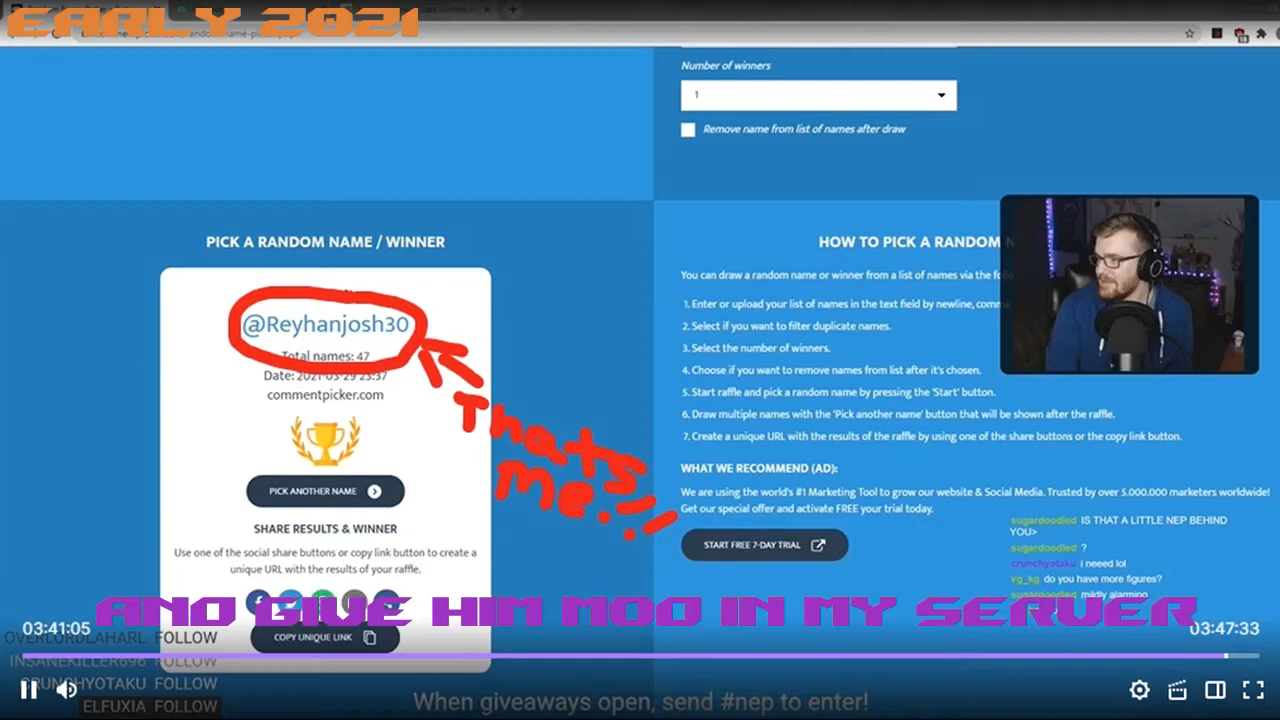 EARLY 2021
Number of winners
1
Remove name from list of names after draw
PICK A RANDOM NAME / WINNER
@Reyhanjosh30
Total names: 47
Date: 2021-03-29 23:37
commentpicker.com
PICK ANOTHER NAME
SHARE RESULTS & WINNER
Use one of the social share buttons or copy link button to create a
unique URL with the results of your raffle.
COPY UNIQUE LINK
Thats
me!!
HOW TO PICK A RANDOM
You can draw a random name or winner from a list of names via the
1. Enter or upload your list of names in the text field by newline,
2. Select if you want to filter duplicate names.
3. Select the number of winners.
4. Choose if you want to remove names from list after it's chosen.
5. Start raffle and pick a random name by pressing the 'Start' button.
6. Draw multiple names with the 'Pick another name' button that will be shown after the raffle.
7. Create a unique URL with the results of the raffle by using one of the share buttons or the copy link button.
WHAT WE RECOMMEND (AD):
We are using the world's #1 Marketing Tool to grow our website & Social Media. Trusted by over 5.000.000 marketers worldwide!
Get our special offer and activate FREE your trial today.
START FREE 7-DAY TRIAL
sugardoodled IS THAT A LITTLE NEP BEHIND
YOU>
sugardoodled ?
crunchyotaku i neeed lol
vg_kg do you have more figures?
sugardoodled mildly alarming
AND GIVE HIM MOD IN MY SERVER
03:41:05
03:47:33
OVERLORDLAHARL FOLLOW
INSANEKILLER696 FOLLOW
CRUNCHYOTAKU FOLLOW
ELFUXIA FOLLOW
When giveaways open, send #nep to enter!